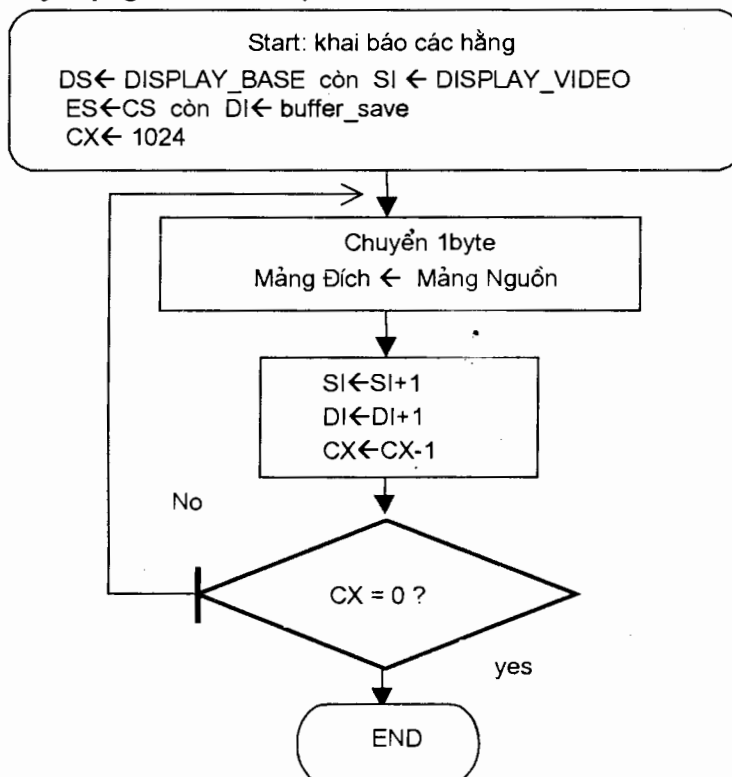 Start: khai báo các hằng
DS← DISPLAY_BASE còn SI ← DISPLAY_VIDEO
ES←CS còn DI← buffer_save
CX← 1024
Chuyển 1byte
Mảng Đích ← Mảng Nguồn
SI←SI+1
DI←DI+1
CX←CX-1
No
CX = 0 ?
yes
END